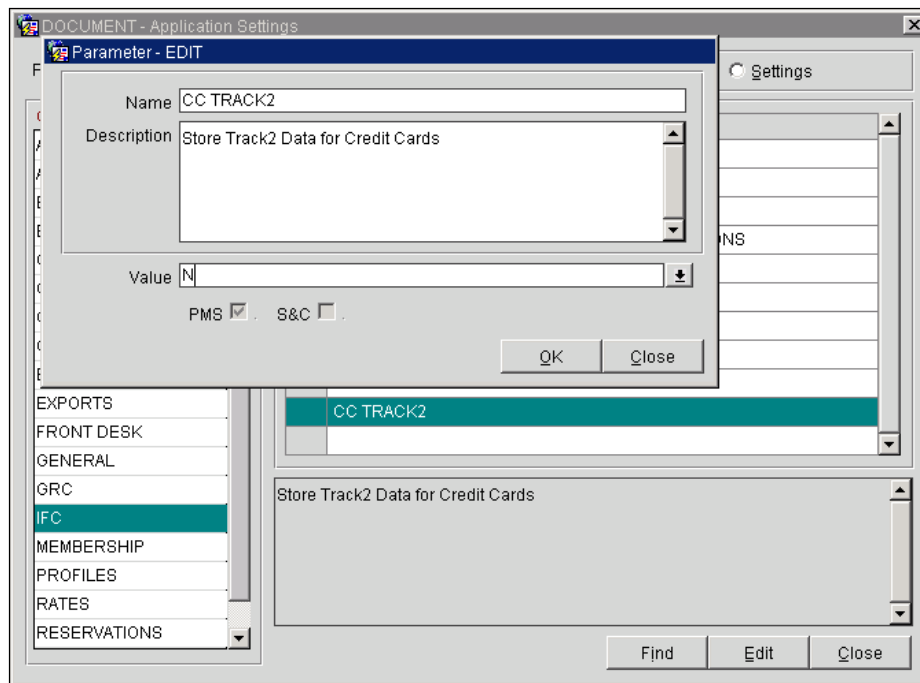 DOCUMENT - Application Settings
Parameter - EDIT
Settings
Name CC TRACK2
Description Store Track2 Data for Credit Cards
Value N
PMS . S&C .
OK Close
CC TRACK2
EXPORTS
FRONT DESK
GENERAL
GRC
IFC
MEMBERSHIP
PROFILES
RATES
RESERVATIONS
Store Track2 Data for Credit Cards
Find Edit Close